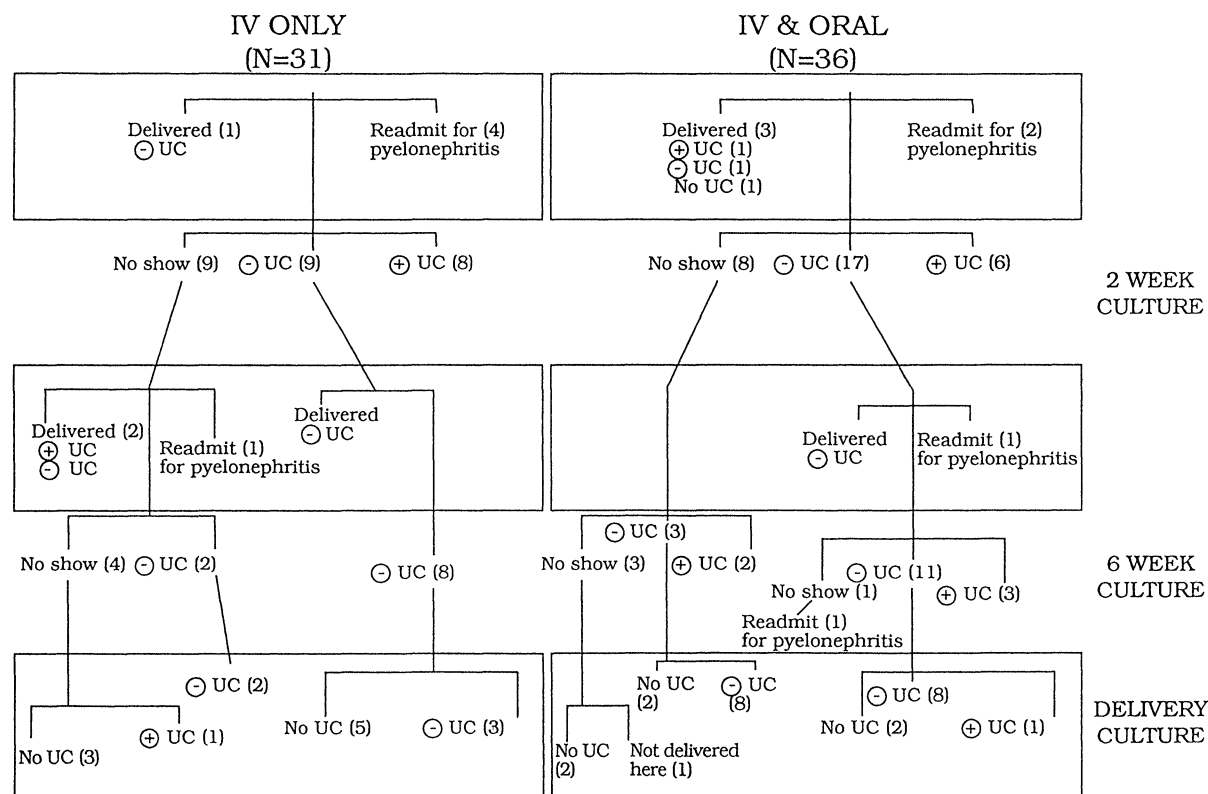 IV ONLY
(N=31)
Delivered (1)
⊖ UC
Readmit for (4)
pyelonephritis
No show (9)
⊖ UC (9)
⊕ UC (8)
Delivered (2)
⊕ UC
⊖ UC
Readmit (1)
for pyelonephritis
Delivered
⊖ UC
No show (4)
⊖ UC (2)
⊖ UC (8)
⊖ UC (2)
No UC (3)
⊕ UC (1)
No UC (5)
⊖ UC (3)
IV & ORAL
(N=36)
Delivered (3)
⊕ UC (1)
⊖ UC (1)
No UC (1)
Readmit for (2)
pyelonephritis
No show (8)
⊖ UC (17)
⊕ UC (6)
Delivered
⊖ UC
Readmit (1)
for pyelonephritis
⊖ UC (3)
No show (3)
⊕ UC (2)
⊖ UC (11)
No show (1)
⊕ UC (3)
Readmit (1)
for pyelonephritis
No UC
(2)
⊖ UC
(8)
No UC
(2)
Not delivered
here (1)
⊖ UC (8)
No UC (2)
⊕ UC (1)
2 WEEK
CULTURE
6 WEEK
CULTURE
DELIVERY
CULTURE